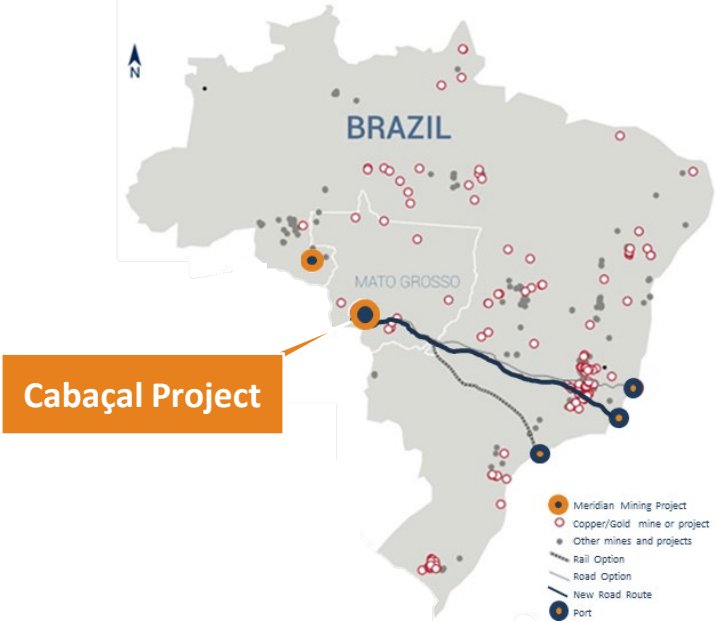 N
BRAZIL
MATO GROSSO
Cabaçal Project
Meridian Mining Project
Copper/Gold mine or project
Other mines and projects
Rail Option
Road Option
New Road Route
Port